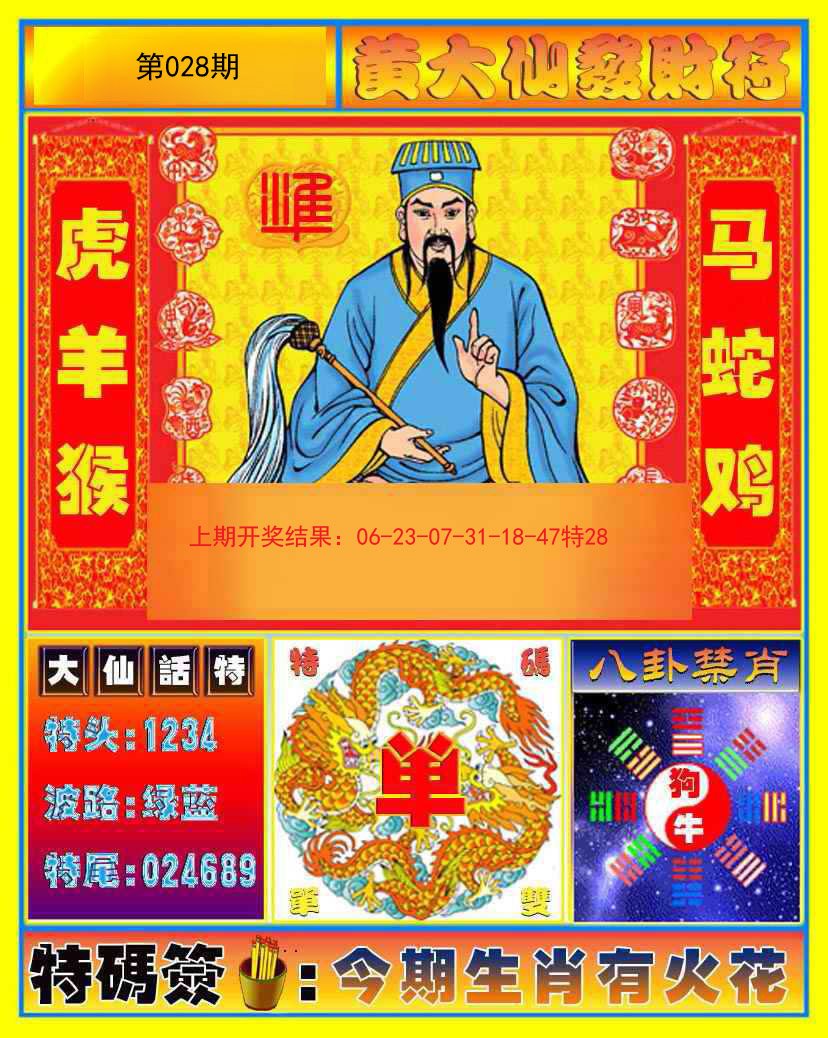 第028期
黄大仙發財符
虎羊猴
準
马蛇鸡
上期开奖结果：06-23-07-31-18-47特28
大仙話特
特头:1234
波路:绿蓝
特尾:024689
特 碼
单
單 雙
八卦禁肖
狗
牛
特碼簽:今期生肖有火花